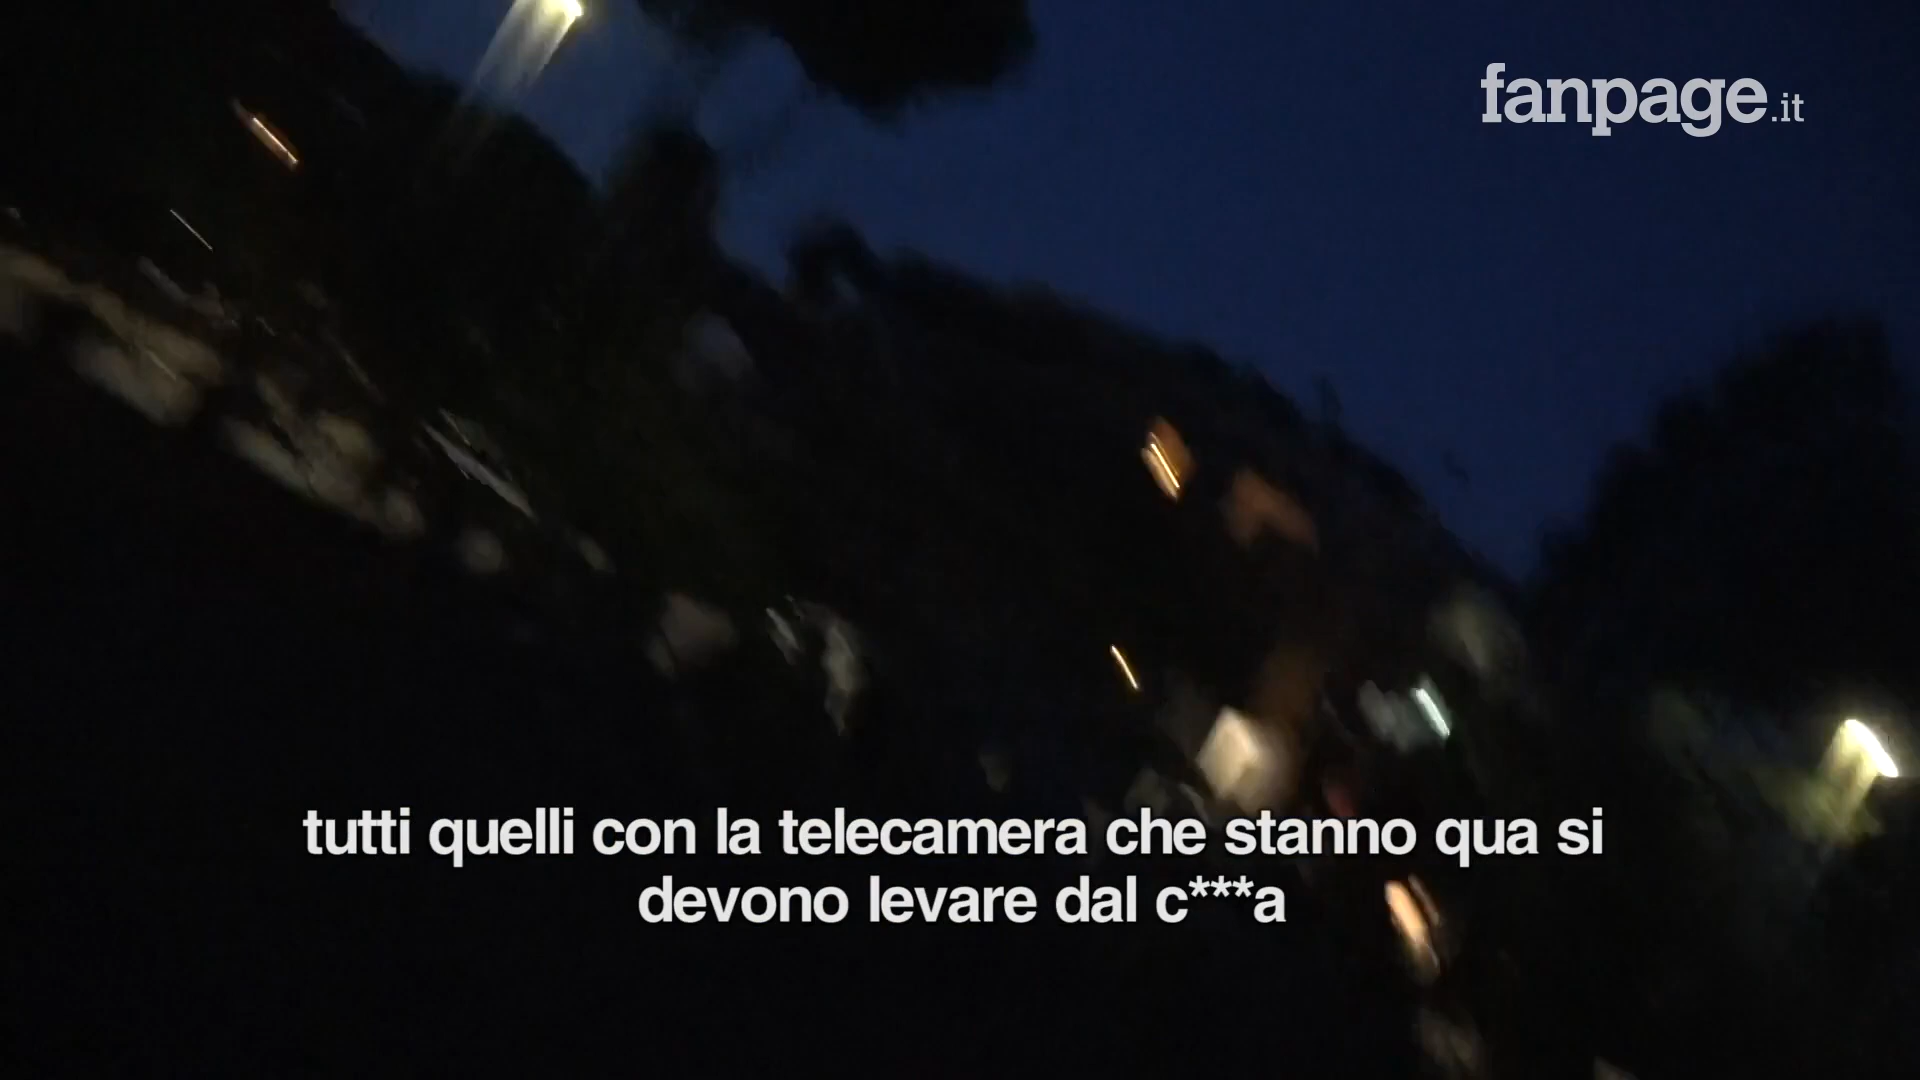 fanpage.it
tutti quelli con la telecamera che stanno qua si
devono levare dal c***a